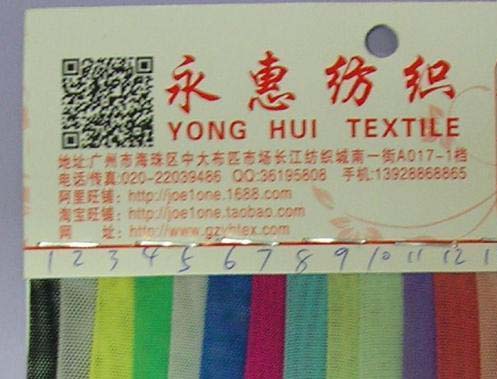 永惠纺织
YONG HUI TEXTILE
地址:广州市海珠区中大布匹市场长江纺织城南一街A017-1档
电话/传真:020-22039486 QQ:36195808 手机:13928868865
阿里旺铺: http://joe1one.1688.com
淘宝旺铺: http://joe1one.taobao.com
网 址: http://www.gzyhtex.com
1 2 3 4 5 6 7 8 9 10 11 12